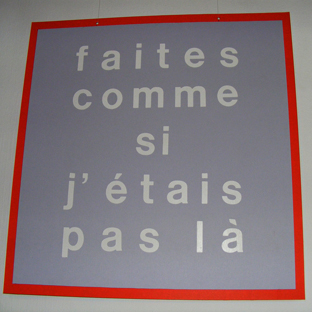 faites
comme
si
j'étais
pas là